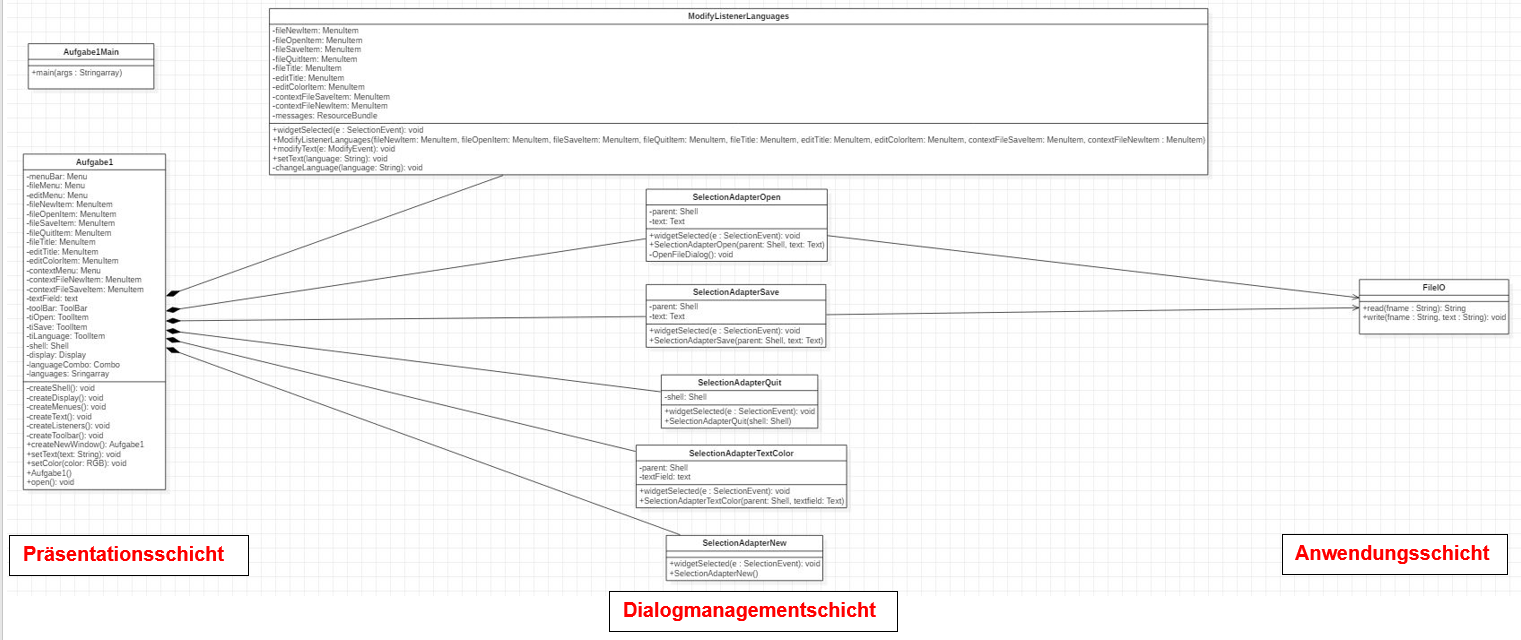 ModifyListenerLanguages
-fileNewItem: MenuItem
-fileOpenItem: MenuItem
-fileSaveItem: MenuItem
-fileQuitItem: MenuItem
-fileTitle: MenuItem
-editTitle: MenuItem
-editColorItem: MenuItem
-contextFileSaveItem: MenuItem
-contextFileNewItem: MenuItem
-messages: ResourceBundle
+widgetSelected(e : SelectionEvent): void
+ModifyListenerLanguages(fileNewItem: MenuItem, fileOpenItem: MenuItem, fileSaveItem: MenuItem, fileQuitItem: MenuItem, fileTitle: MenuItem, editTitle: MenuItem, editColorItem: MenuItem, contextFileSaveItem: MenuItem, contextFileNewItem : MenuItem)
+modifyText(e: ModifyEvent): void
+setText(language: String): void
-changeLanguage(language: String): void
Aufgabe1Main
+main(args : Stringarray)
Aufgabe1
-menuBar: Menu
-fileMenu: Menu
-editMenu: Menu
-fileNewItem: MenuItem
-fileOpenItem: MenuItem
-fileSaveItem: MenuItem
-fileQuitItem: MenuItem
-fileTitle: MenuItem
-editTitle: MenuItem
-editColorItem: MenuItem
-contextMenu: Menu
-contextFileNewItem: MenuItem
-contextFileSaveItem: MenuItem
-textField: text
-toolBar: ToolBar
-tiOpen: ToolItem
-tiSave: ToolItem
-tiLanguage: ToolItem
-shell: Shell
-display: Display
-languageCombo: Combo
-languages: Sringarray
-createShell(): void
-createDisplay(): void
-createMenues(): void
-createText(): void
-createListeners(): void
-createToolbar(): void
+createNewWindow(): Aufgabe1
+setText(text: String): void
+setColor(color: RGB): void
+Aufgabe1()
+open(): void
SelectionAdapterOpen
-parent: Shell
-text: Text
+widgetSelected(e : SelectionEvent): void
+SelectionAdapterOpen(parent: Shell, text: Text)
-OpenFileDialog(): void
SelectionAdapterSave
-parent: Shell
-text: Text
+widgetSelected(e : SelectionEvent): void
+SelectionAdapterSave(parent: Shell, text: Text)
SelectionAdapterQuit
-shell: Shell
+widgetSelected(e : SelectionEvent): void
+SelectionAdapterQuit(shell: Shell)
SelectionAdapterTextColor
-parent: Shell
-textField: text
+widgetSelected(e : SelectionEvent): void
+SelectionAdapterTextColor(parent: Shell, textfield: Text)
SelectionAdapterNew
+widgetSelected(e : SelectionEvent): void
+SelectionAdapterNew()
FileIO
+read(fname : String): String
+write(fname : String, text : String): void
Präsentationsschicht
Dialogmanagementschicht
Anwendungsschicht